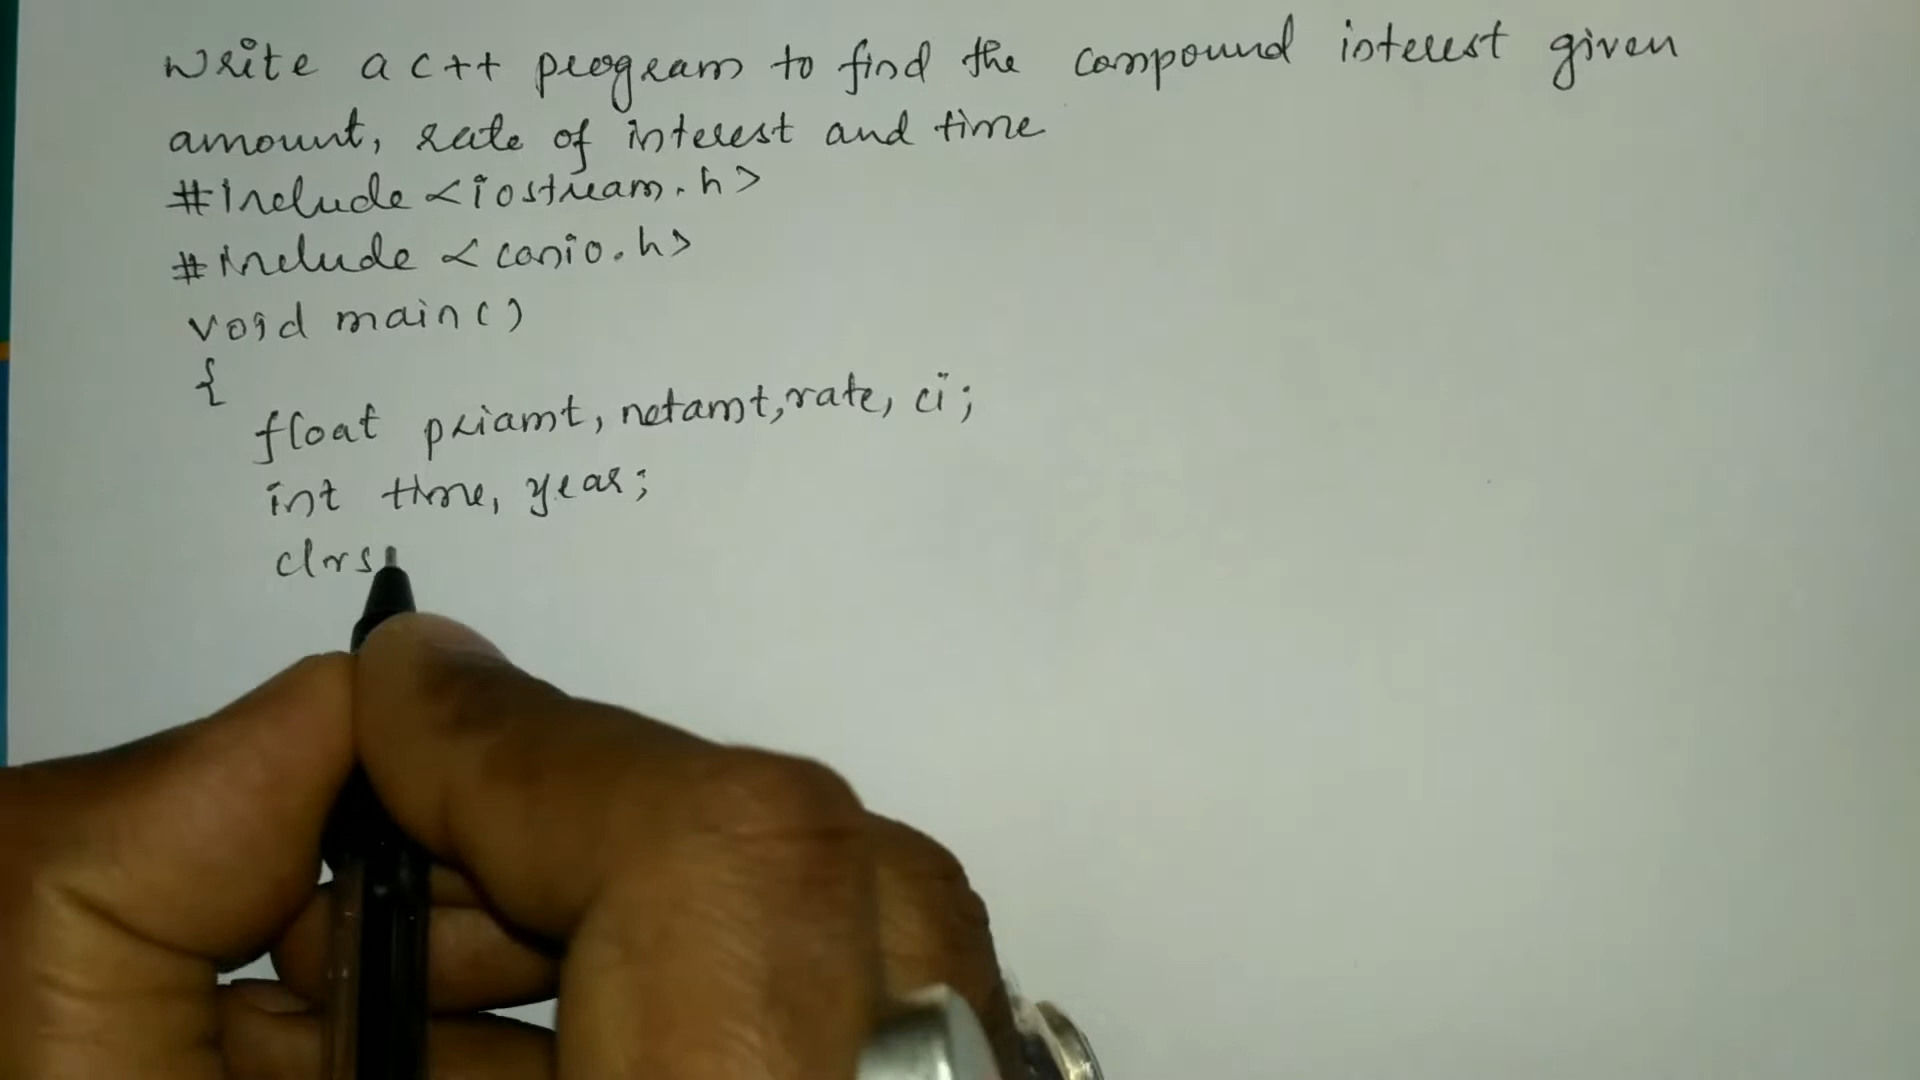 Write a c++ program to find the compound interest given
amount, rate of interest and time
#include <iostream.h>
#include <conio.h>
void main()
{
float priamt, netamt, rate, ci;
int time, year;
clrs